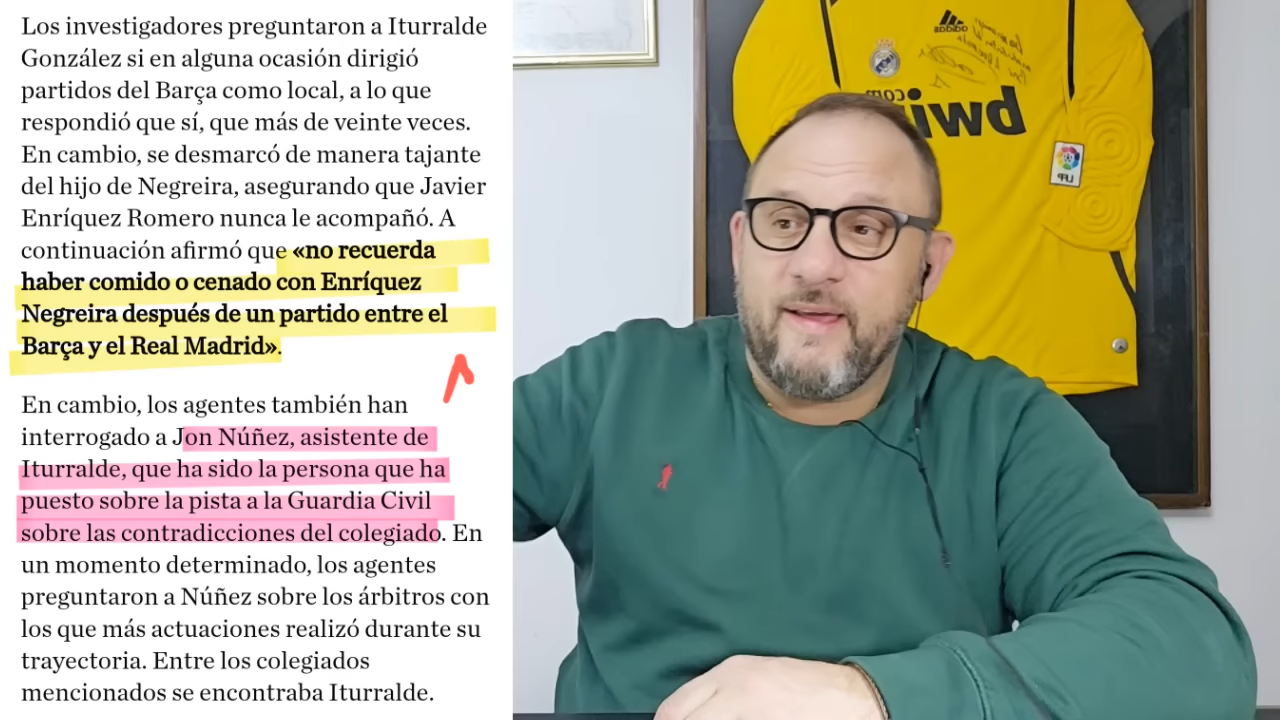 Los investigadores preguntaron a Iturralde
González si en alguna ocasión dirigió
partidos del Barça como local, a lo que
respondió que sí, que más de veinte veces.
En cambio, se desmarcó de manera tajante
del hijo de Negreira, asegurando que Javier
Enríquez Romero nunca le acompañó. A
continuación afirmó que «no recuerda
haber comido o cenado con Enríquez
Negreira después de un partido entre el
Barça y el Real Madrid».
En cambio, los agentes también han
interrogado a Jon Núñez, asistente de
Iturralde, que ha sido la persona que ha
puesto sobre la pista a la Guardia Civil
sobre las contradicciones del colegiado. En
un momento determinado, los agentes
preguntaron a Núñez sobre los árbitros con
los que más actuaciones realizó durante su
trayectoria. Entre los colegiados
mencionados se encontraba Iturralde.
adidas
bwin
.com
LFP